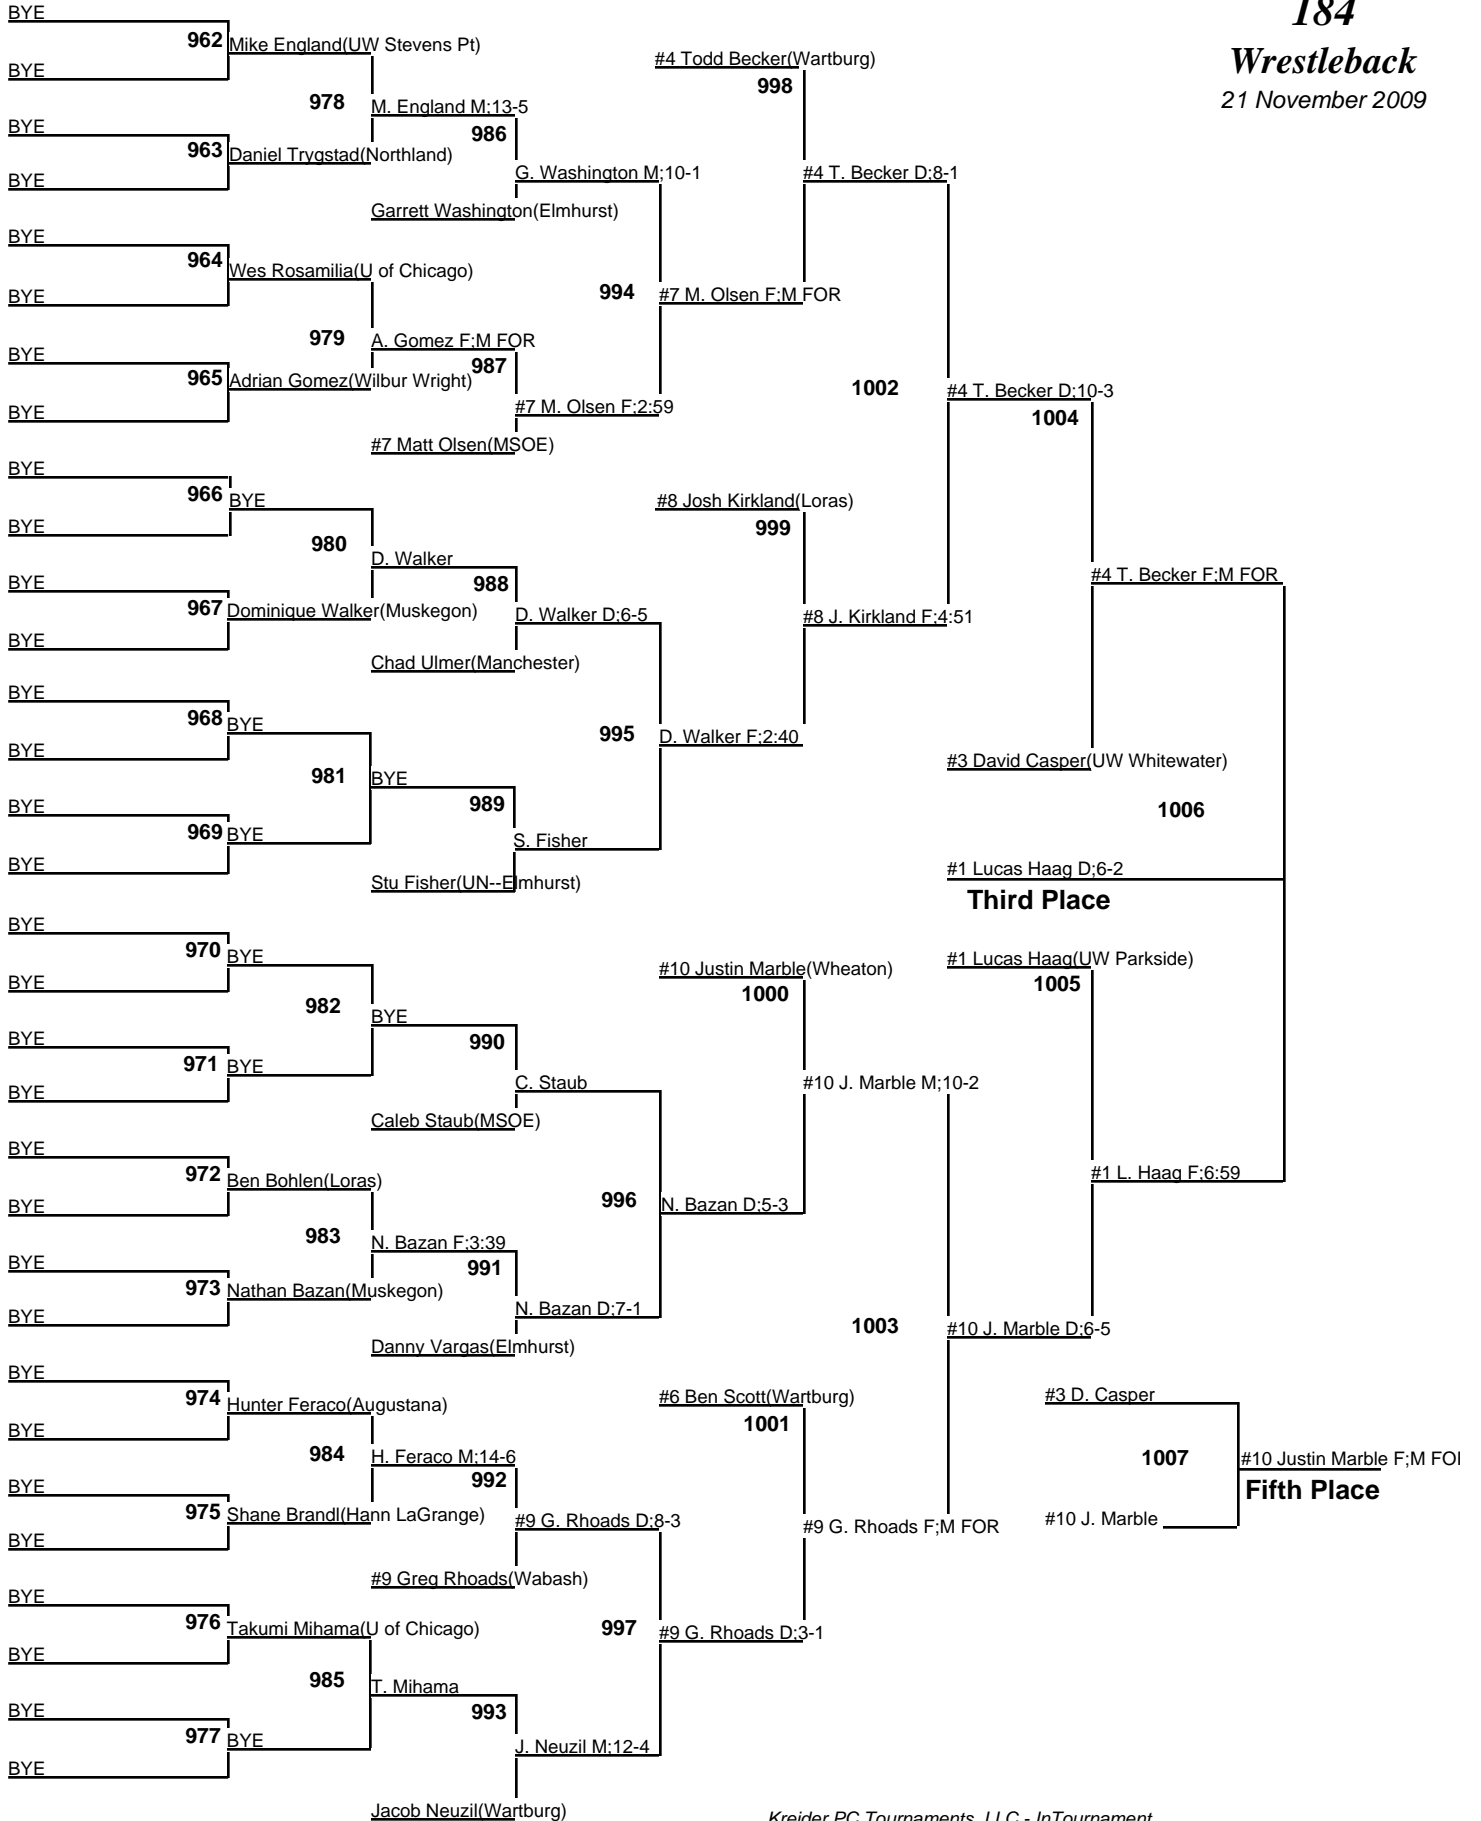 184
Wrestleback
21 November 2009
BYE
962 Mike England(UW Stevens Pt)
BYE
#4 Todd Becker(Wartburg)
998
978 M. England M;13-5
BYE
986
963 Daniel Trygstad(Northland)
BYE
G. Washington M;10-1
#4 T. Becker D;8-1
Garrett Washington(Elmhurst)
BYE
964 Wes Rosamilia(U of Chicago)
BYE
994 #7 M. Olsen F;M FOR
979 A. Gomez F;M FOR
BYE
987
965 Adrian Gomez(Wilbur Wright)
1002 #4 T. Becker D;10-3
BYE
#7 M. Olsen F;2:59
1004
#7 Matt Olsen(MSOE)
BYE
966 BYE
#8 Josh Kirkland(Loras)
BYE
999
980 D. Walker
BYE
988
#4 T. Becker F;M FOR
967 Dominique Walker(Muskegon)
D. Walker D;6-5
#8 J. Kirkland F;4:51
BYE
Chad Ulmer(Manchester)
BYE
968 BYE
995 D. Walker F;2:40
BYE
#3 David Casper(UW Whitewater)
981 BYE
989
BYE
1006
969 BYE
S. Fisher
BYE
#1 Lucas Haag D;6-2
Stu Fisher(UN--Elmhurst)
Third Place
BYE
970 BYE
#10 Justin Marble(Wheaton)
#1 Lucas Haag(UW Parkside)
BYE
1000
1005
982 BYE
BYE
990
971 BYE
C. Staub
#10 J. Marble M;10-2
BYE
Caleb Staub(MSOE)
BYE
972 Ben Bohlen(Loras)
#1 L. Haag F;6:59
BYE
996 N. Bazan D;5-3
983 N. Bazan F;3:39
BYE
991
973 Nathan Bazan(Muskegon)
BYE
N. Bazan D;7-1
1003 #10 J. Marble D;6-5
Danny Vargas(Elmhurst)
BYE
974 Hunter Feraco(Augustana)
#6 Ben Scott(Wartburg)
#3 D. Casper
BYE
1001
984 H. Feraco M;14-6
1007 #10 Justin Marble F;M FO
BYE
992
Fifth Place
975 Shane Brandl(Hann LaGrange)
#9 G. Rhoads D;8-3
#9 G. Rhoads F;M FOR
#10 J. Marble
BYE
#9 Greg Rhoads(Wabash)
BYE
976 Takumi Mihama(U of Chicago)
997 #9 G. Rhoads D;3-1
BYE
985 T. Mihama
BYE
993
977 BYE
J. Neuzil M;12-4
BYE
Jacob Neuzil(Wartburg)
Kreider PC Tournaments, LLC - InTournament